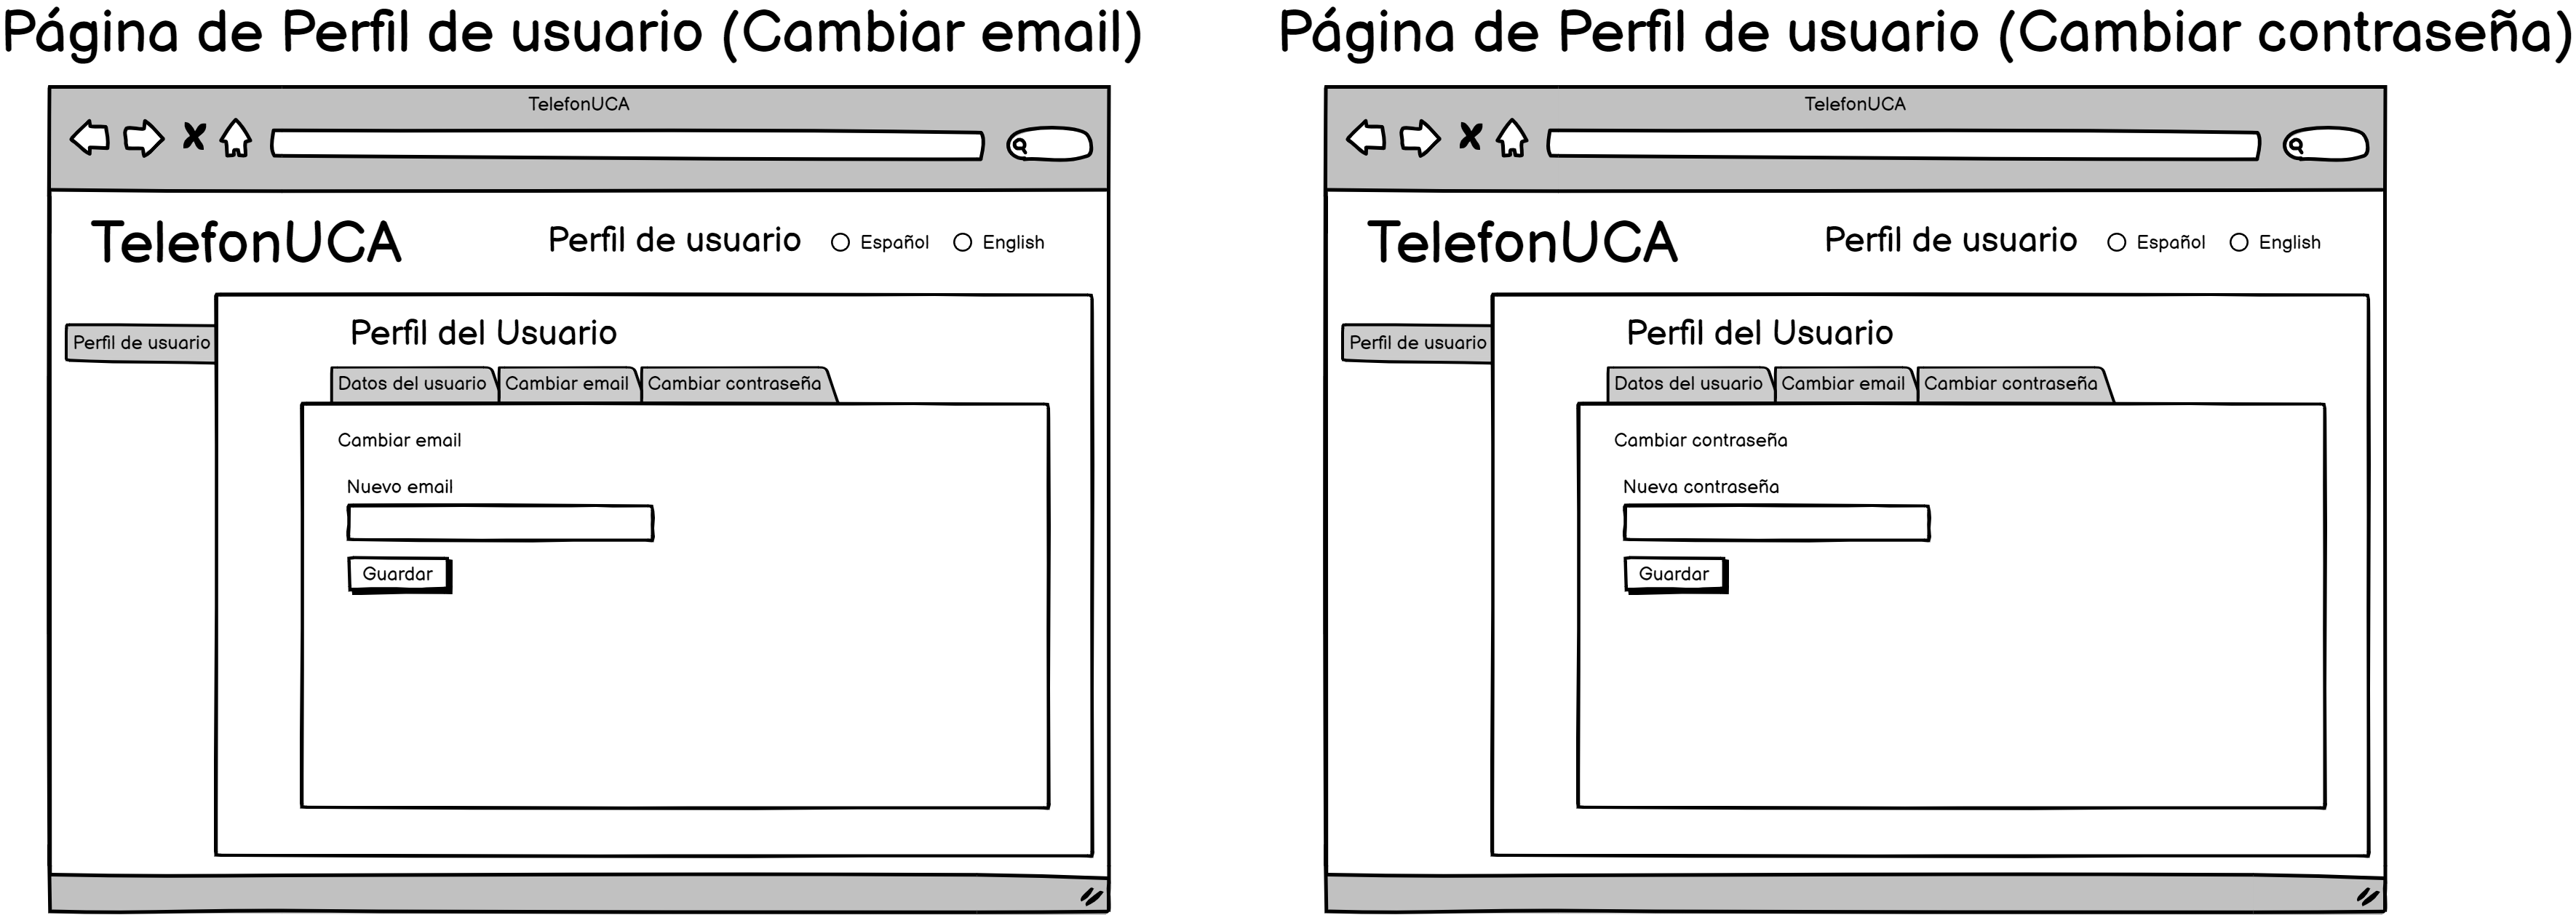 Página de Perfil de usuario (Cambiar email)
TelefonUCA
TelefonUCA
Perfil de usuario
Español
English
Perfil de usuario
Perfil del Usuario
Datos del usuario
Cambiar email
Cambiar contraseña
Cambiar email
Nuevo email
Guardar
Página de Perfil de usuario (Cambiar contraseña)
TelefonUCA
TelefonUCA
Perfil de usuario
Español
English
Perfil de usuario
Perfil del Usuario
Datos del usuario
Cambiar email
Cambiar contraseña
Cambiar contraseña
Nueva contraseña
Guardar